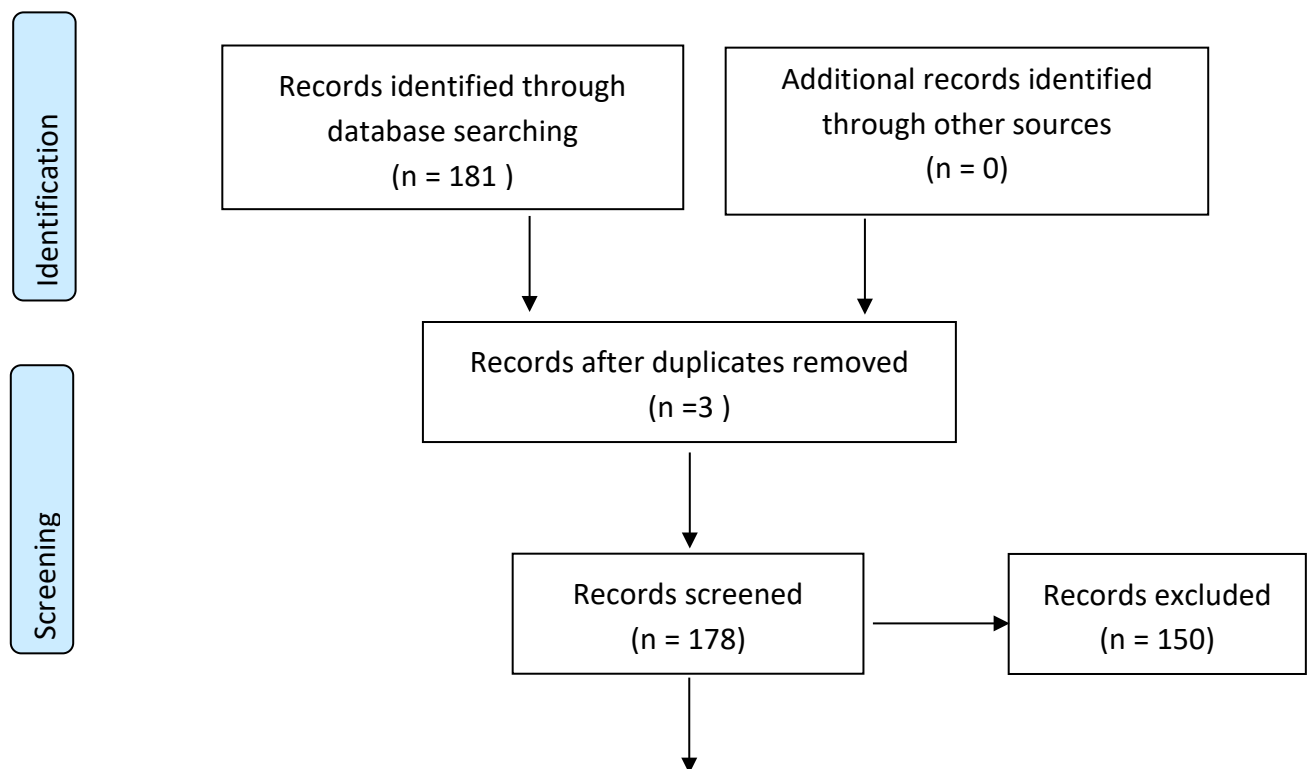 Identification
Records identified through
database searching
(n = 181 )
Additional records identified
through other sources
(n = 0)
Records after duplicates removed
(n =3 )
Screening
Records screened
(n = 178)
Records excluded
(n = 150)